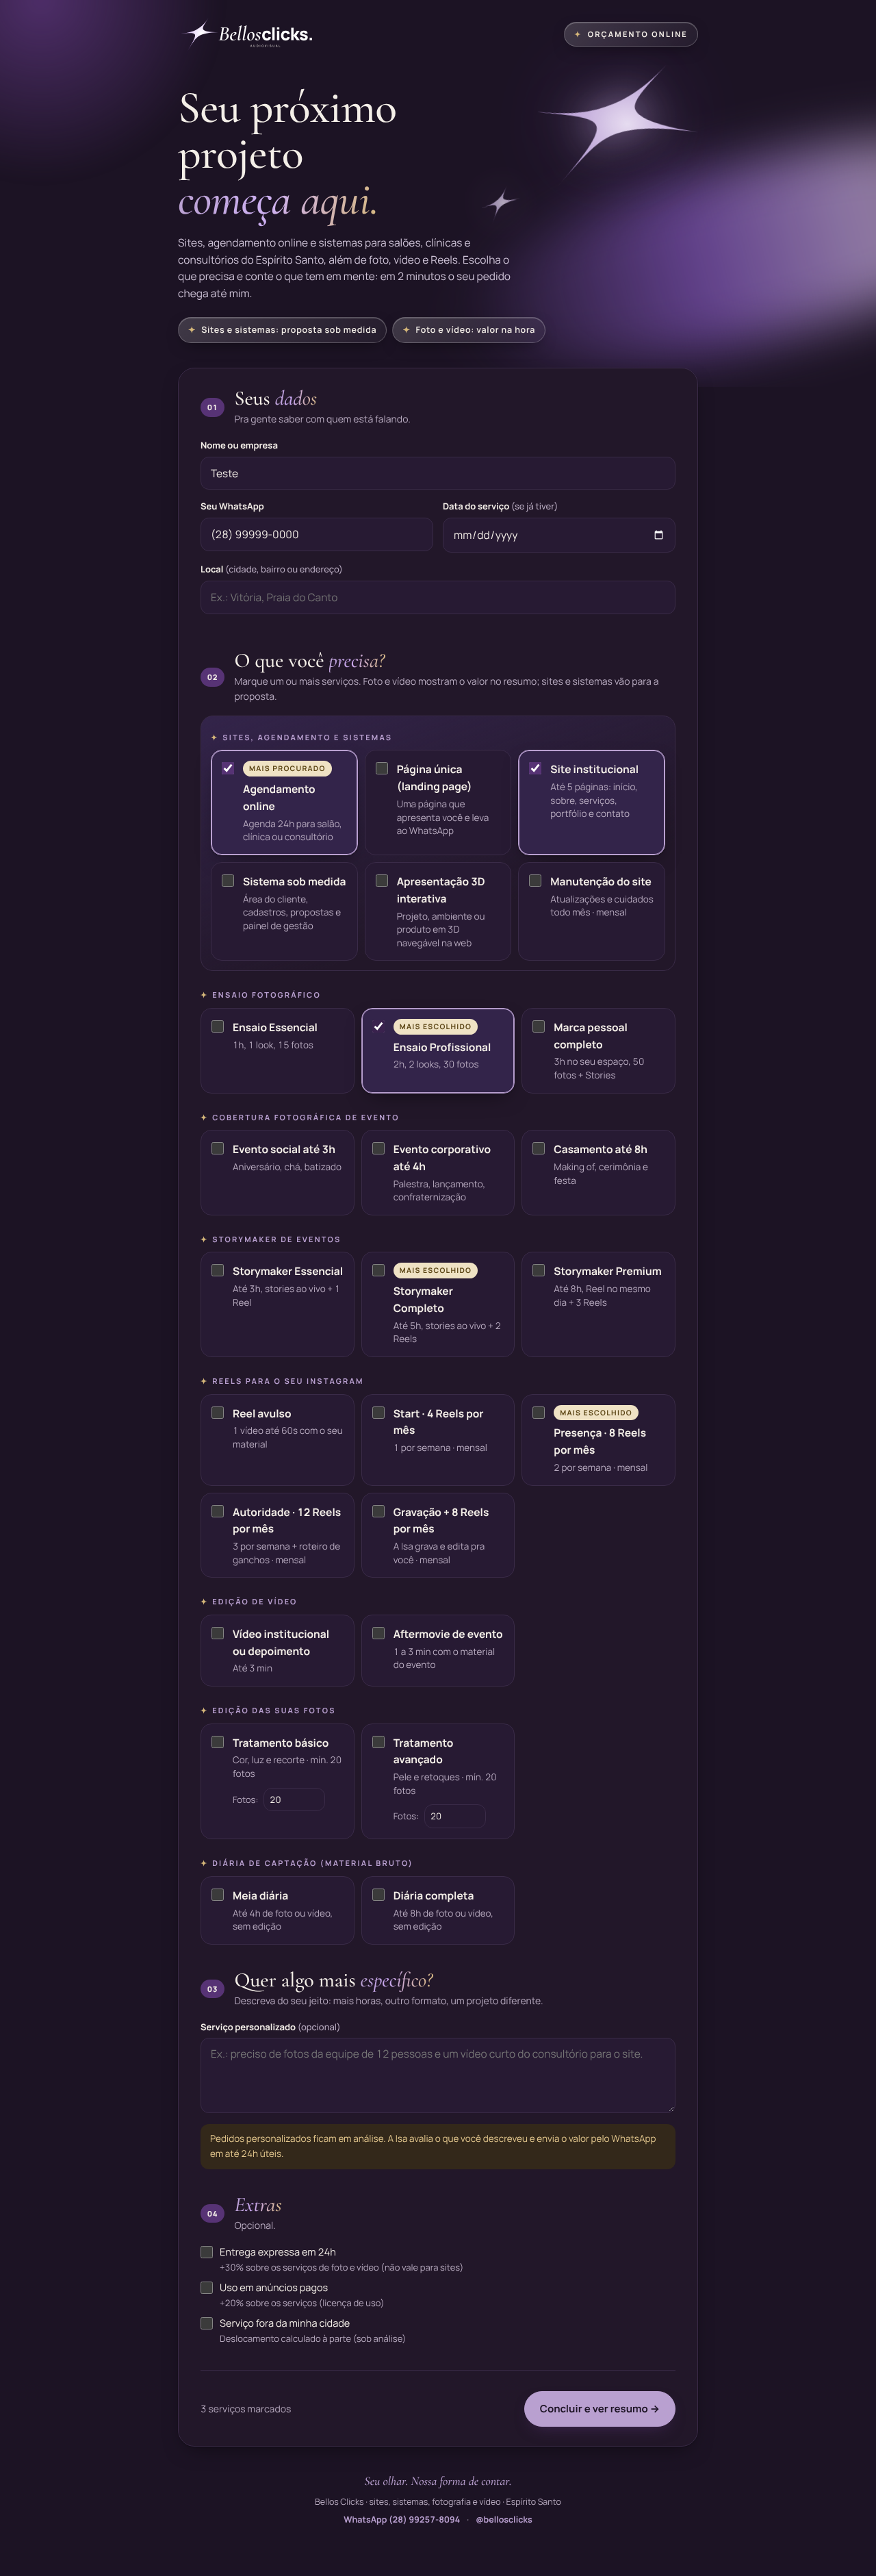 Bellosclicks.
AUDIOVISUAL
✦ ORÇAMENTO ONLINE
Seu próximo
projeto
começa aqui.
Sites, agendamento online e sistemas para salões, clínicas e
consultórios do Espírito Santo, além de foto, vídeo e Reels. Escolha o
que precisa e conte o que tem em mente: em 2 minutos o seu pedido
chega até mim.
✦ Sites e sistemas: proposta sob medida
✦ Foto e vídeo: valor na hora
01
Seus dados
Pra gente saber com quem está falando.
Nome ou empresa
Teste
Seu WhatsApp
(28) 99999-0000
Data do serviço (se já tiver)
mm/dd/yyyy
Local (cidade, bairro ou endereço)
Ex.: Vitória, Praia do Canto
02
O que você precisa?
Marque um ou mais serviços. Foto e vídeo mostram o valor no resumo; sites e sistemas vão para a
proposta.
✦ SITES, AGENDAMENTO E SISTEMAS
MAIS PROCURADO
Agendamento
online
Agenda 24h para salão,
clínica ou consultório
Página única
(landing page)
Uma página que
apresenta você e leva
ao WhatsApp
Site institucional
Até 5 páginas: início,
sobre, serviços,
portfólio e contato
Sistema sob medida
Área do cliente,
cadastros, propostas e
painel de gestão
Apresentação 3D
interativa
Projeto, ambiente ou
produto em 3D
navegável na web
Manutenção do site
Atualizações e cuidados
todo mês · mensal
✦ ENSAIO FOTOGRÁFICO
Ensaio Essencial
1h, 1 look, 15 fotos
MAIS ESCOLHIDO
Ensaio Profissional
2h, 2 looks, 30 fotos
Marca pessoal
completo
3h no seu espaço, 50
fotos + Stories
✦ COBERTURA FOTOGRÁFICA DE EVENTO
Evento social até 3h
Aniversário, chá, batizado
Evento corporativo
até 4h
Palestra, lançamento,
confraternização
Casamento até 8h
Making of, cerimônia e
festa
✦ STORYMAKER DE EVENTOS
Storymaker Essencial
Até 3h, stories ao vivo + 1
Reel
MAIS ESCOLHIDO
Storymaker
Completo
Até 5h, stories ao vivo + 2
Reels
Storymaker Premium
Até 8h, Reel no mesmo
dia + 3 Reels
✦ REELS PARA O SEU INSTAGRAM
Reel avulso
1 vídeo até 60s com o seu
material
Start · 4 Reels por
mês
1 por semana · mensal
MAIS ESCOLHIDO
Presença · 8 Reels
por mês
2 por semana · mensal
Autoridade · 12 Reels
por mês
3 por semana + roteiro de
ganchos · mensal
Gravação + 8 Reels
por mês
A Isa grava e edita pra
você · mensal
✦ EDIÇÃO DE VÍDEO
Vídeo institucional
ou depoimento
Até 3 min
Aftermovie de evento
1 a 3 min com o material
do evento
✦ EDIÇÃO DAS SUAS FOTOS
Tratamento básico
Cor, luz e recorte · mín. 20
fotos
Fotos: 20
Tratamento
avançado
Pele e retoques · mín. 20
fotos
Fotos: 20
✦ DIÁRIA DE CAPTAÇÃO (MATERIAL BRUTO)
Meia diária
Até 4h de foto ou vídeo,
sem edição
Diária completa
Até 8h de foto ou vídeo,
sem edição
03
Quer algo mais específico?
Descreva do seu jeito: mais horas, outro formato, um projeto diferente.
Serviço personalizado (opcional)
Ex.: preciso de fotos da equipe de 12 pessoas e um vídeo curto do consultório para o site.
Pedidos personalizados ficam em análise. A Isa avalia o que você descreveu e envia o valor pelo WhatsApp
em até 24h úteis.
04
Extras
Opcional.
Entrega expressa em 24h
+30% sobre os serviços de foto e vídeo (não vale para sites)
Uso em anúncios pagos
+20% sobre os serviços (licença de uso)
Serviço fora da minha cidade
Deslocamento calculado à parte (sob análise)
3 serviços marcados
Concluir e ver resumo →
Seu olhar. Nossa forma de contar.
Bellos Clicks · sites, sistemas, fotografia e vídeo · Espírito Santo
WhatsApp (28) 99257-8094 · @bellosclicks